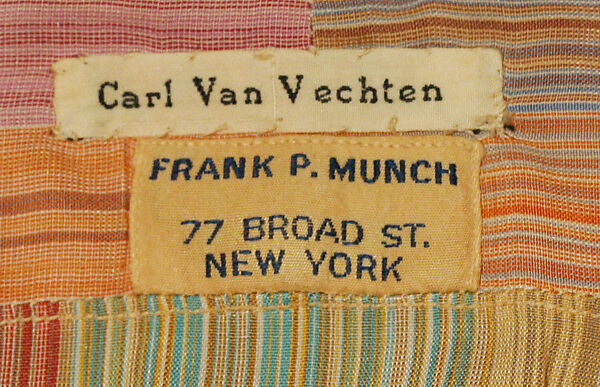 Carl Van Vechten
FRANK P. MUNCH
77 BROAD ST.
NEW YORK